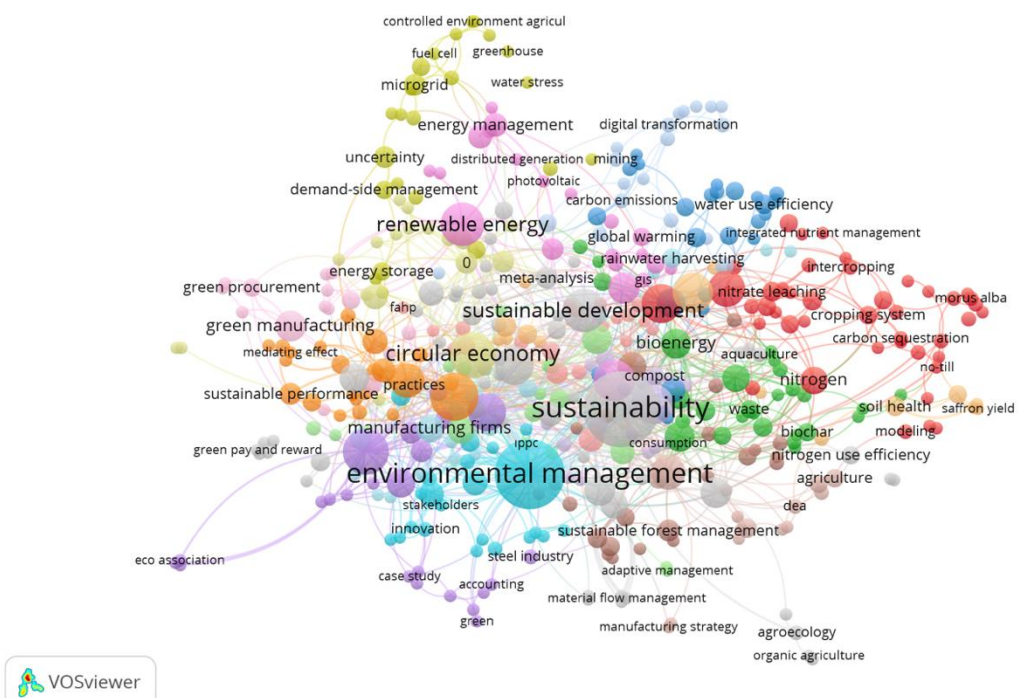 controlled environment agricul
fuel cell
greenhouse
microgrid
water stress
energy management
digital transformation
uncertainty
distributed generation
mining
photovoltaic
demand-side management
carbon emissions
water use efficiency
renewable energy
global warming
integrated nutrient management
0
rainwater harvesting
energy storage
meta-analysis
gis
intercropping
green procurement
nitrate leaching
morus alba
fahp
sustainable development
cropping system
green manufacturing
carbon sequestration
bioenergy
mediating effect
circular economy
aquaculture
no-till
compost
nitrogen
practices
sustainable performance
sustainability
waste
soil health
saffron yield
manufacturing firms
biochar
modeling
green pay and reward
ippc
consumption
nitrogen use efficiency
environmental management
agriculture
stakeholders
dea
innovation
sustainable forest management
eco association
steel industry
case study
accounting
adaptive management
material flow management
green
manufacturing strategy
agroecology
organic agriculture
VOSviewer